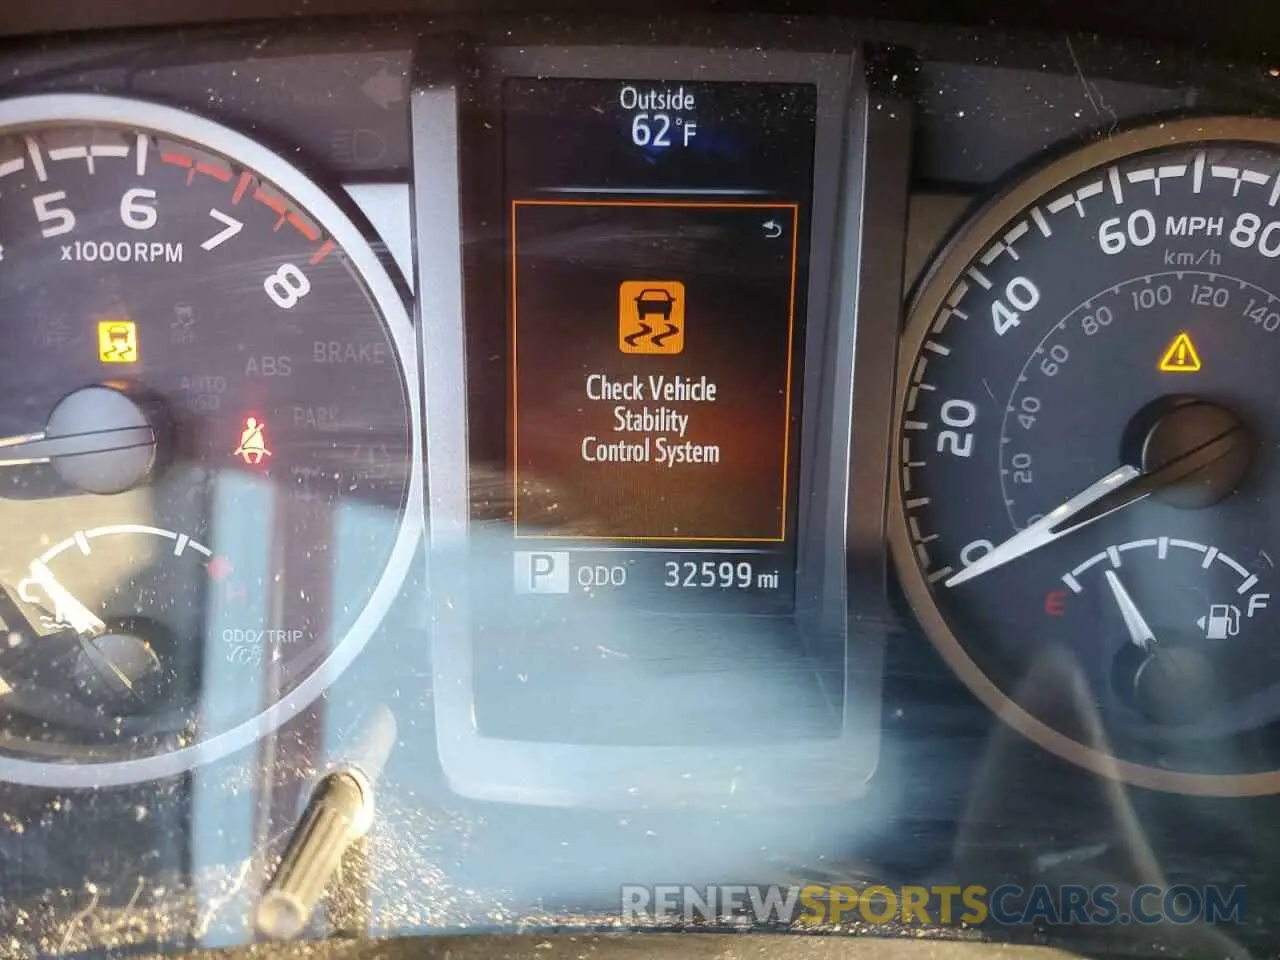 Outside
62°F
5 6 7 8
x1000RPM
ABS
BRAKE
AUTO
PARK
ODO/TRIP
H
Check Vehicle
Stability
Control System
P ODO 32599 mi
0 20 40 60 80
MPH
km/h
20 40 60 80 100 120 140
E F
RENEWSPORTSCARS.COM